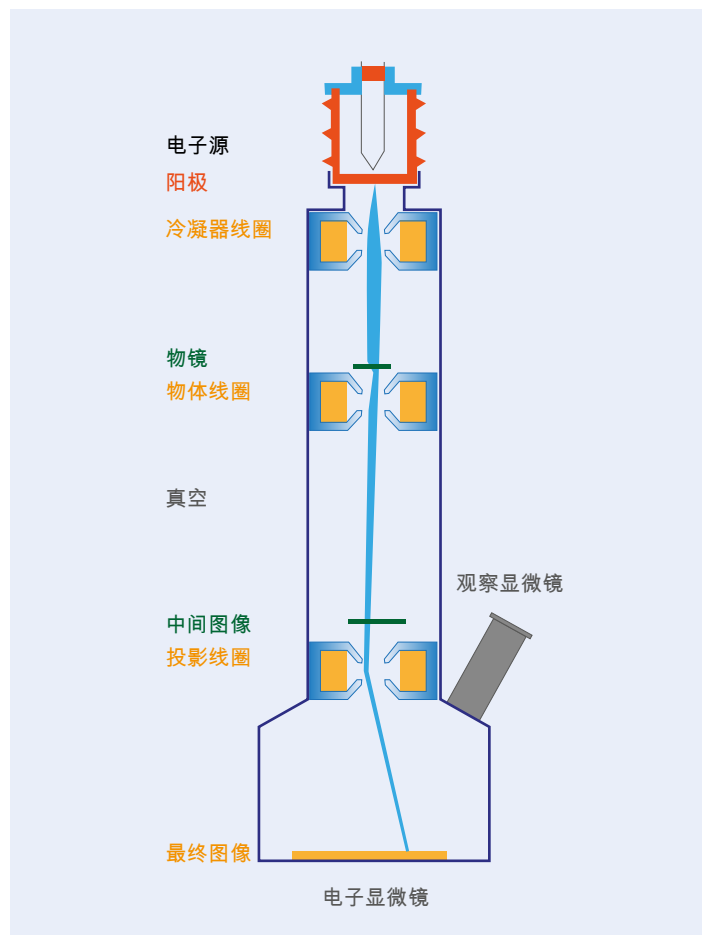 电子源
阳极
冷凝器线圈
物镜
物体线圈
真空
观察显微镜
中间图像
投影线圈
最终图像
电子显微镜